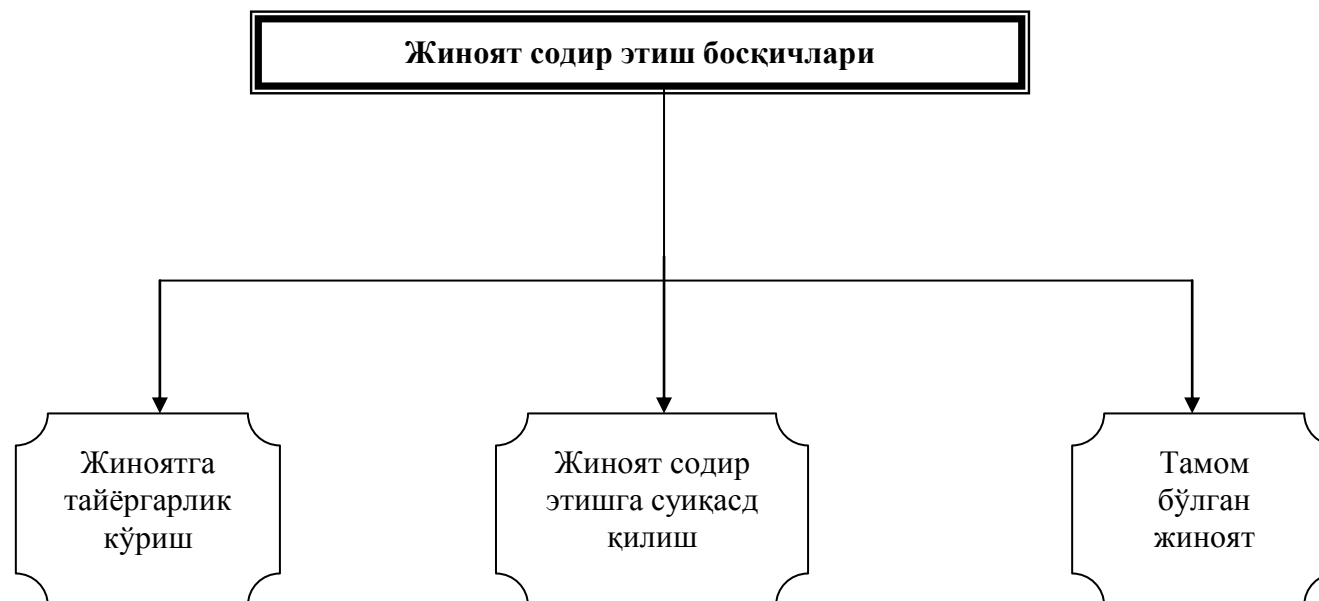 Жиноят содир этиш босқичлари
Жиноятга
тайёргарлик
кўриш
Жиноят содир
этишга суиқасд
қилиш
Тамом
бўлган
жиноят